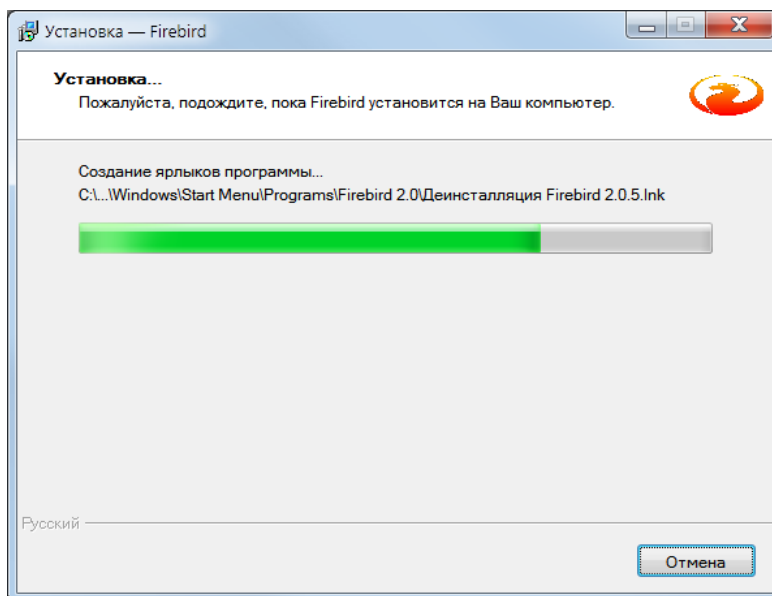 Установка — Firebird
Установка...
Пожалуйста, подождите, пока Firebird установится на Ваш компьютер.
Создание ярлыков программы...
C:\...\Windows\Start Menu\Programs\Firebird 2.0\Деинсталляция Firebird 2.0.5.lnk
Русский
Отмена